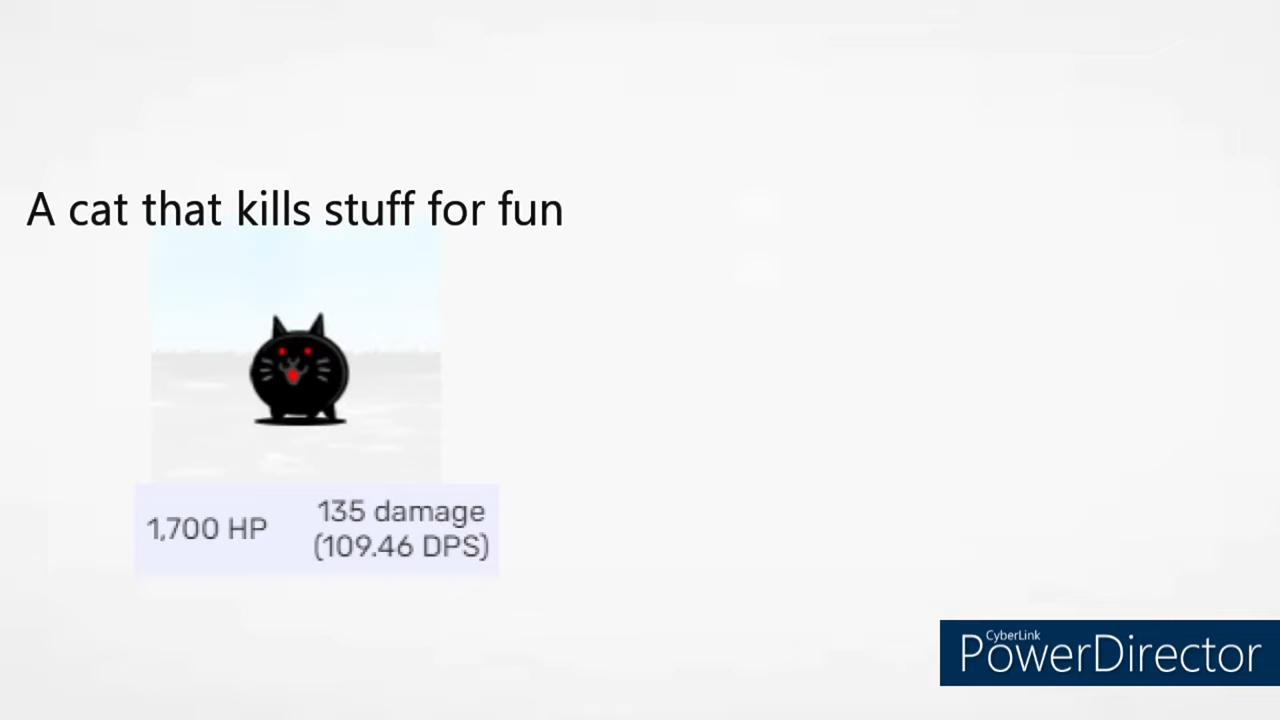 A cat that kills stuff for fun
1,700 HP
135 damage
(109.46 DPS)
CyberLink
PowerDirector